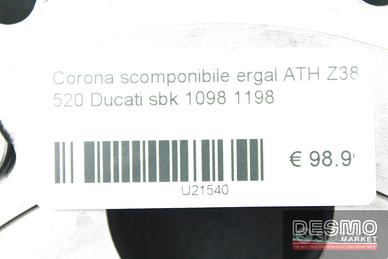 Corona scomponibile ergal ATH Z38
520 Ducati sbk 1098 1198
€ 98.9
U21540
DESMO
MARKET